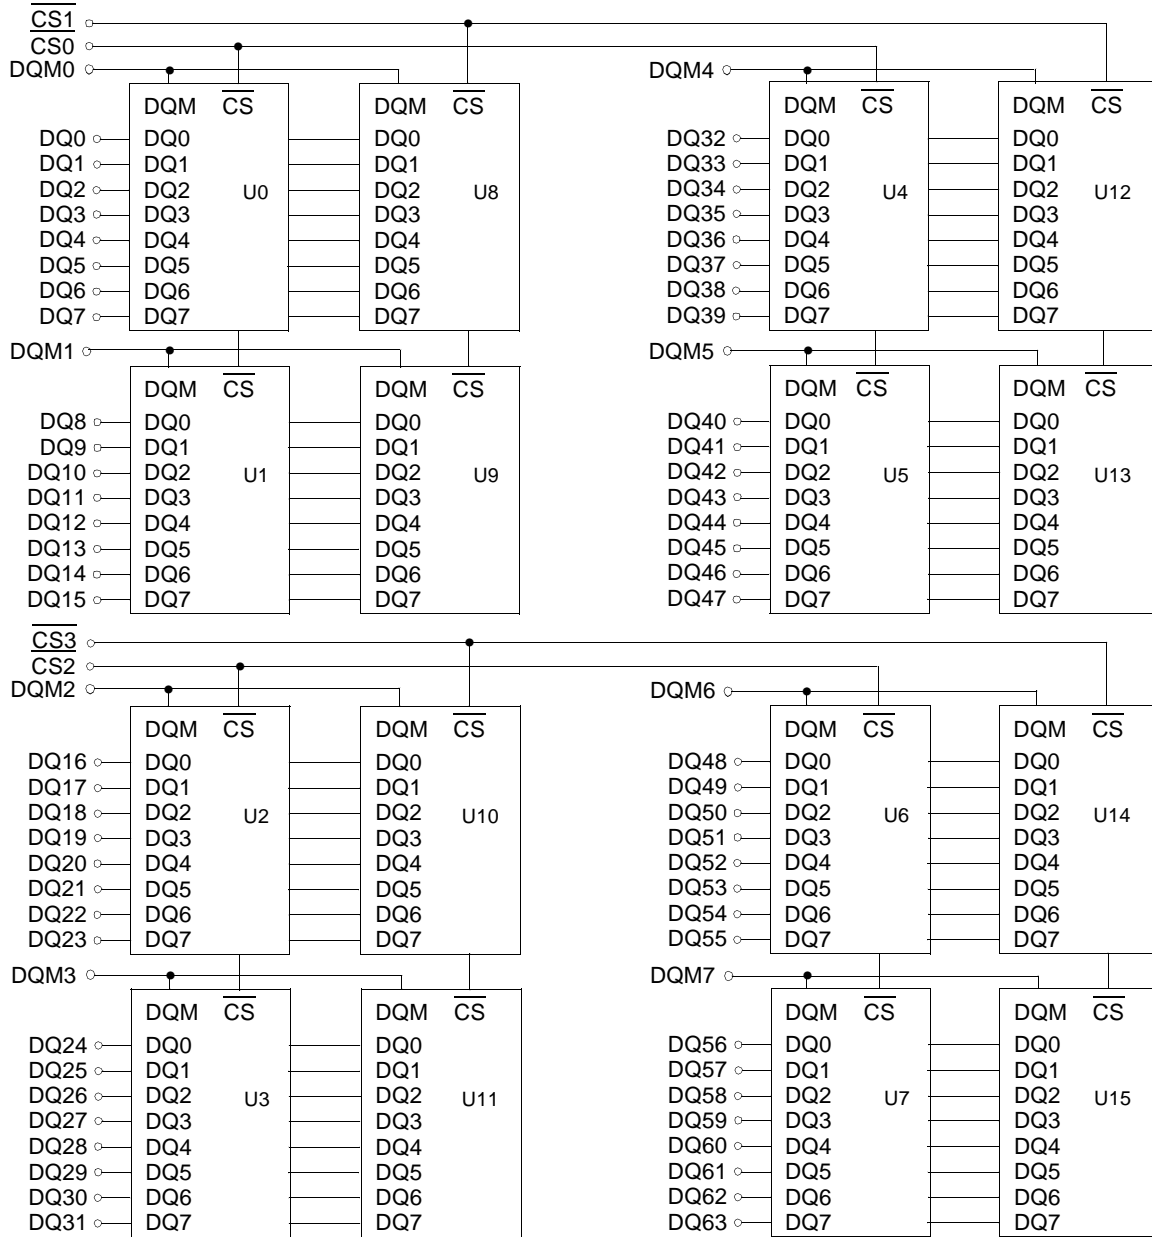 CS1
CS0
DQM0
DQM CS
DQ0 DQ0
DQ1 DQ1
DQ2 DQ2 U0
DQ3 DQ3
DQ4 DQ4
DQ5 DQ5
DQ6 DQ6
DQ7 DQ7
DQM CS
DQ0
DQ1
DQ2 U8
DQ3
DQ4
DQ5
DQ6
DQ7
DQM4
DQM CS
DQ32 DQ0
DQ33 DQ1
DQ34 DQ2 U4
DQ35 DQ3
DQ36 DQ4
DQ37 DQ5
DQ38 DQ6
DQ39 DQ7
DQM CS
DQ0
DQ1
DQ2 U12
DQ3
DQ4
DQ5
DQ6
DQ7
DQM1
DQM CS
DQ8 DQ0
DQ9 DQ1
DQ10 DQ2 U1
DQ11 DQ3
DQ12 DQ4
DQ13 DQ5
DQ14 DQ6
DQ15 DQ7
DQM CS
DQ0
DQ1
DQ2 U9
DQ3
DQ4
DQ5
DQ6
DQ7
DQM5
DQM CS
DQ40 DQ0
DQ41 DQ1
DQ42 DQ2 U5
DQ43 DQ3
DQ44 DQ4
DQ45 DQ5
DQ46 DQ6
DQ47 DQ7
DQM CS
DQ0
DQ1
DQ2 U13
DQ3
DQ4
DQ5
DQ6
DQ7
CS3
CS2
DQM2
DQM CS
DQ16 DQ0
DQ17 DQ1
DQ18 DQ2 U2
DQ19 DQ3
DQ20 DQ4
DQ21 DQ5
DQ22 DQ6
DQ23 DQ7
DQM CS
DQ0
DQ1
DQ2 U10
DQ3
DQ4
DQ5
DQ6
DQ7
DQM6
DQM CS
DQ48 DQ0
DQ49 DQ1
DQ50 DQ2 U6
DQ51 DQ3
DQ52 DQ4
DQ53 DQ5
DQ54 DQ6
DQ55 DQ7
DQM CS
DQ0
DQ1
DQ2 U14
DQ3
DQ4
DQ5
DQ6
DQ7
DQM3
DQM CS
DQ24 DQ0
DQ25 DQ1
DQ26 DQ2 U3
DQ27 DQ3
DQ28 DQ4
DQ29 DQ5
DQ30 DQ6
DQ31 DQ7
DQM CS
DQ0
DQ1
DQ2 U11
DQ3
DQ4
DQ5
DQ6
DQ7
DQM7
DQM CS
DQ56 DQ0
DQ57 DQ1
DQ58 DQ2 U7
DQ59 DQ3
DQ60 DQ4
DQ61 DQ5
DQ62 DQ6
DQ63 DQ7
DQM CS
DQ0
DQ1
DQ2 U15
DQ3
DQ4
DQ5
DQ6
DQ7